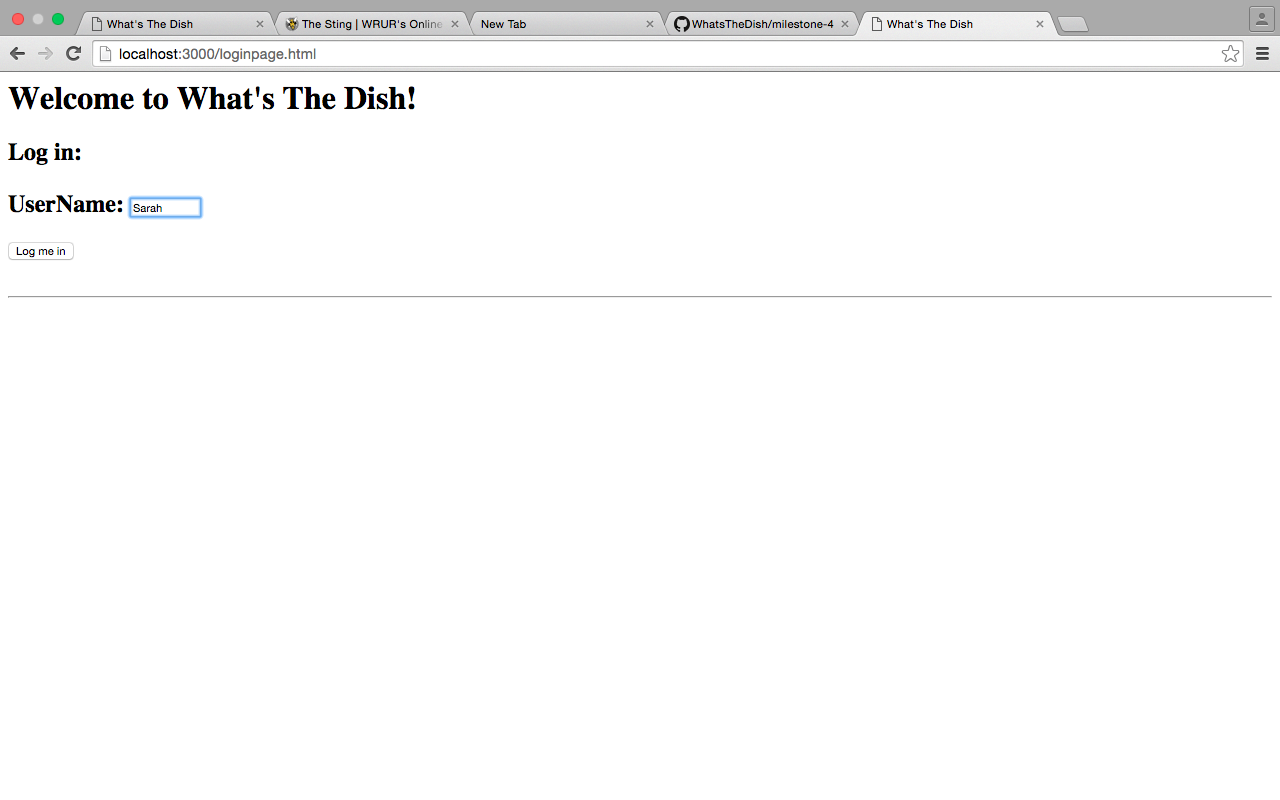 What's The Dish
The Sting | WRUR's Online
New Tab
WhatsTheDish/milestone-4
What's The Dish
localhost:3000/loginpage.html
Welcome to What's The Dish!
Log in:
UserName: Sarah
Log me in